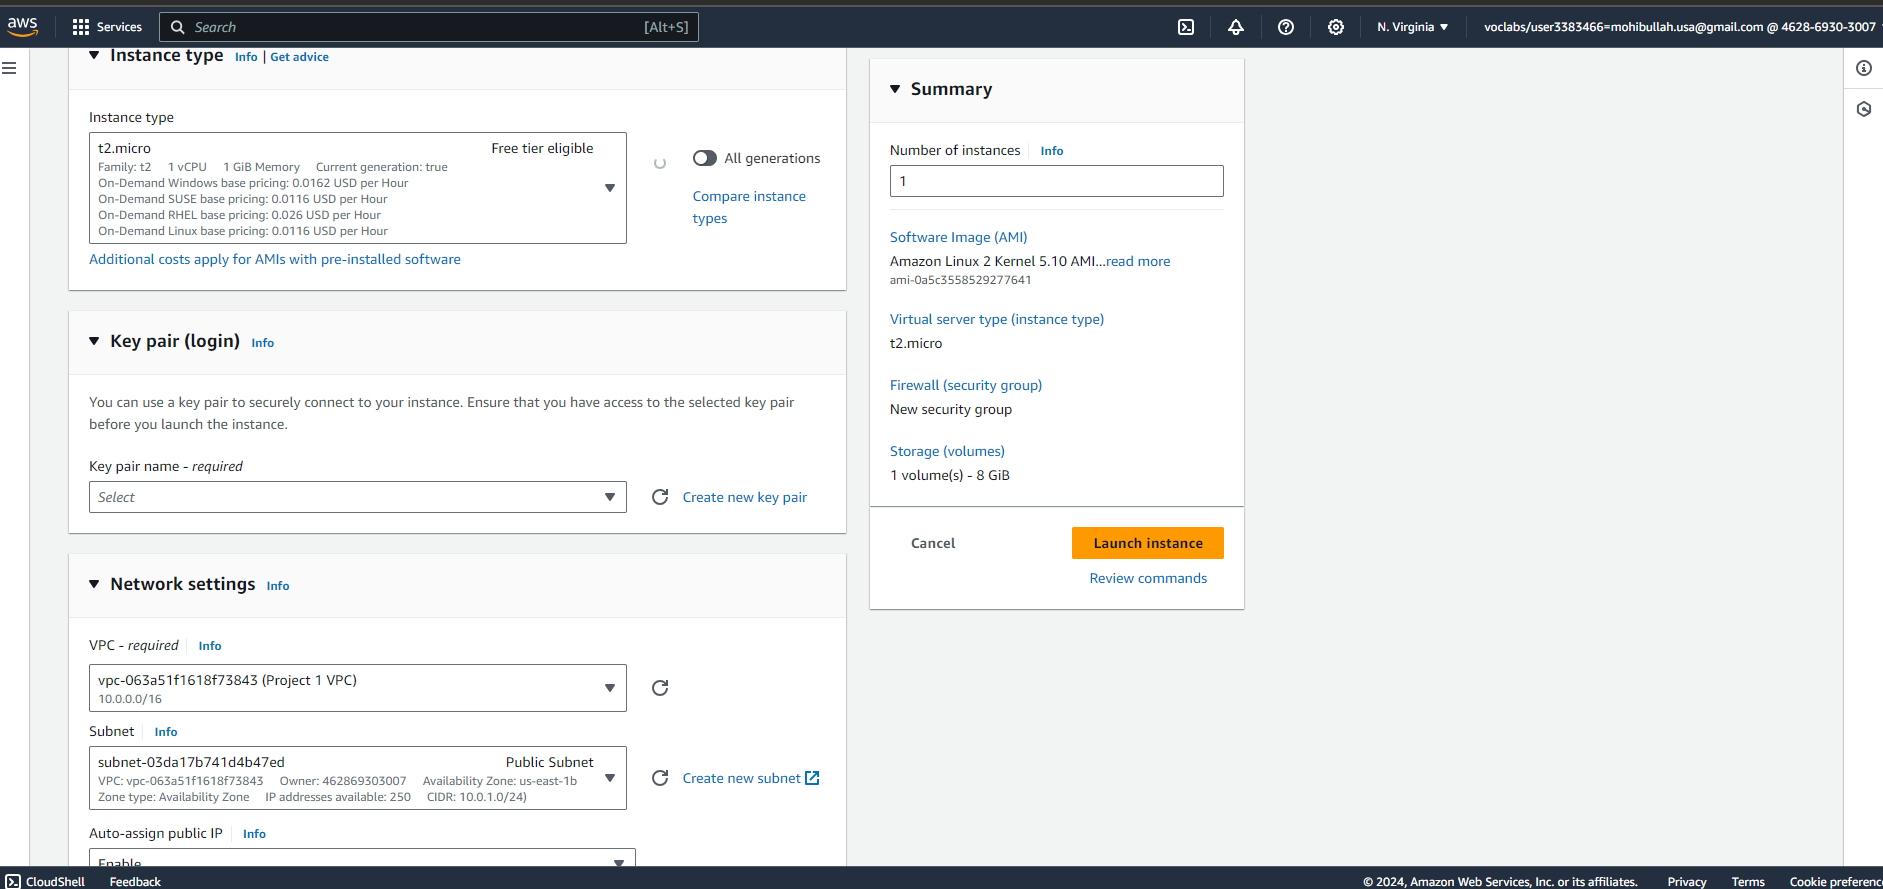 aws
Services
Search
[Alt+S]
N. Virginia
voclabs/user3383466=mohibullah.usa@gmail.com @ 4628-6930-3007
Instance type
Info | Get advice
Instance type
t2.micro
Free tier eligible
Family: t2 1 vCPU 1 GiB Memory Current generation: true
On-Demand Windows base pricing: 0.0162 USD per Hour
On-Demand SUSE base pricing: 0.0116 USD per Hour
On-Demand RHEL base pricing: 0.026 USD per Hour
On-Demand Linux base pricing: 0.0116 USD per Hour
All generations
Compare instance
types
Additional costs apply for AMIs with pre-installed software
Key pair (login) Info
You can use a key pair to securely connect to your instance. Ensure that you have access to the selected key pair
before you launch the instance.
Key pair name - required
Select
Create new key pair
Network settings Info
VPC - required Info
vpc-063a51f1618f73843 (Project 1 VPC)
10.0.0.0/16
Subnet Info
subnet-03da17b741d4b47ed
Public Subnet
VPC: vpc-063a51f1618f73843 Owner: 462869303007 Availability Zone: us-east-1b
Zone type: Availability Zone IP addresses available: 250 CIDR: 10.0.1.0/24)
Create new subnet
Auto-assign public IP Info
Enable
Summary
Number of instances Info
1
Software Image (AMI)
Amazon Linux 2 Kernel 5.10 AMI...read more
ami-0a5c3558529277641
Virtual server type (instance type)
t2.micro
Firewall (security group)
New security group
Storage (volumes)
1 volume(s) - 8 GiB
Cancel
Launch instance
Review commands
CloudShell
Feedback
© 2024, Amazon Web Services, Inc. or its affiliates.
Privacy
Terms
Cookie preferenc